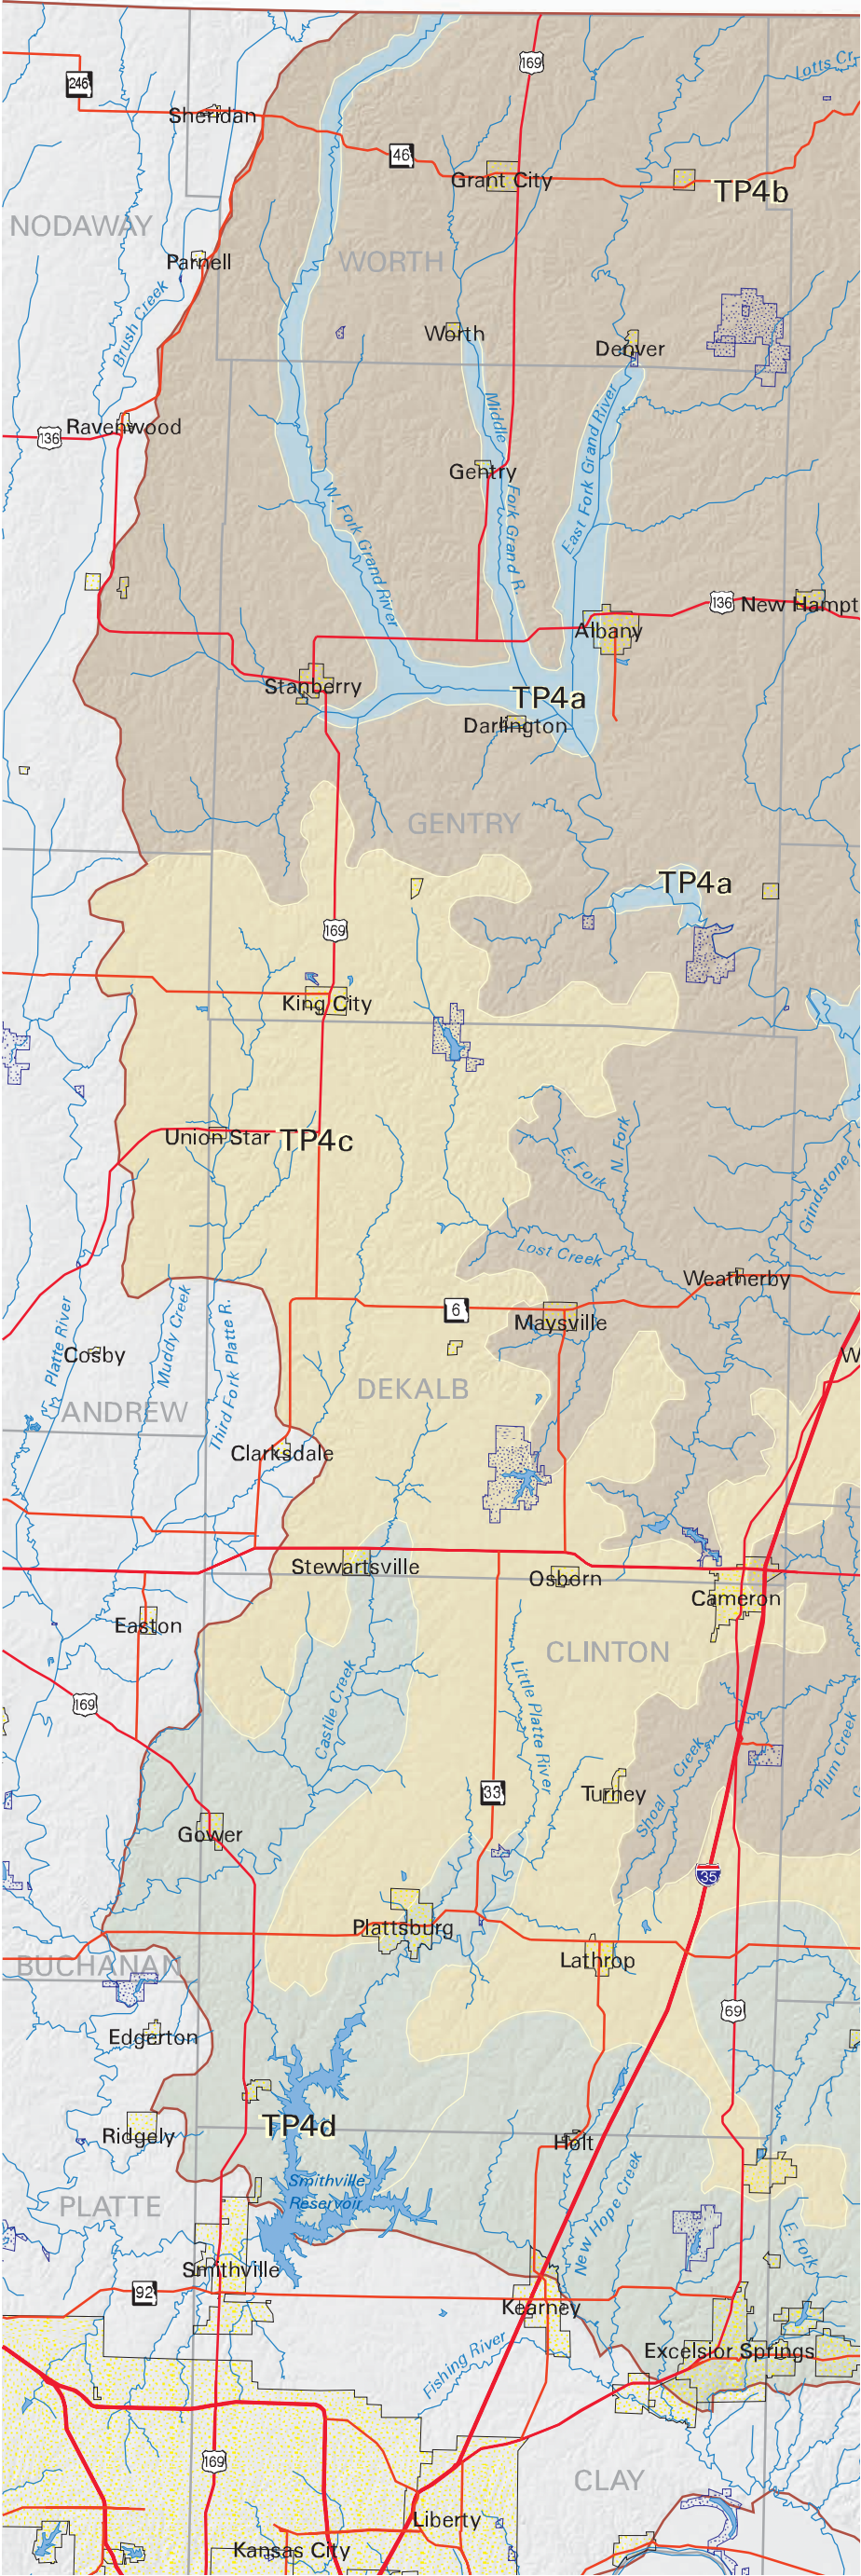 169
Lotts Cr.
246
Sheridan
46
Grant City
TP4b
NODAWAY
WORTH
Parnell
Brush Creek
Worth
Denver
Middle
Fork Grand R.
East Fork Grand River
Ravenwood
136
Gentry
W. Fork Grand River
136
New Hampt
Albany
Stanberry
TP4a
Darlington
GENTRY
TP4a
169
King City
Union Star
TP4c
E. Fork
N. Fork
Grindstone
Lost Creek
Weatherby
6
Maysville
Platte River
Muddy Creek
Third Fork Platte R.
Cosby
W
DEKALB
ANDREW
Clarksdale
Stewartsville
Osborn
Cameron
Easton
CLINTON
Castile Creek
Little Platte River
169
Shoal Creek
Plum Creek
33
Turney
Gower
35
Plattsburg
Lathrop
BUCHANAN
69
Edgerton
TP4d
Ridgely
Holt
Smithville
Reservoir
New Hope Creek
PLATTE
E. Fork
Smithville
92
Kearney
Fishing River
Excelsior Springs
169
CLAY
Liberty
Kansas City